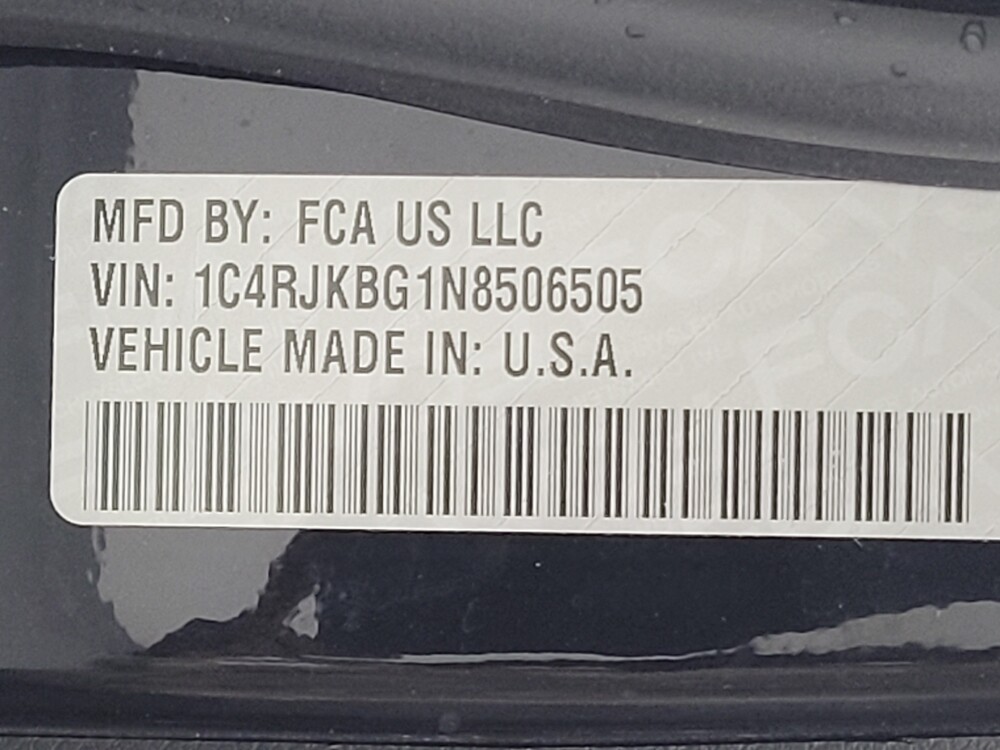 MFD BY: FCA US LLC
VIN: 1C4RJKBG1N8506505
VEHICLE MADE IN: U.S.A.